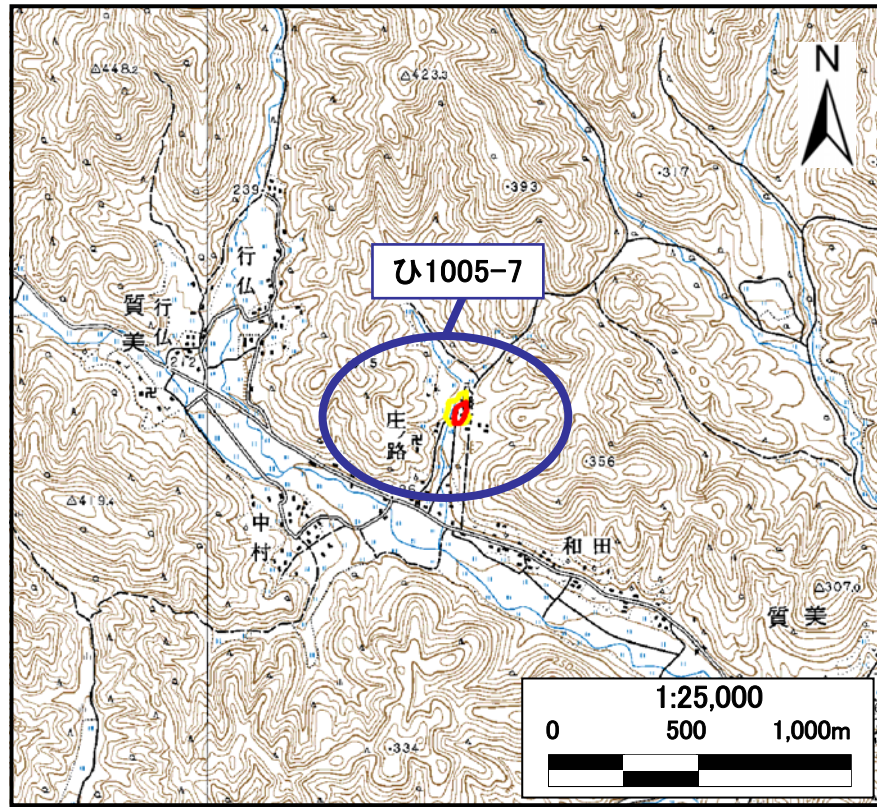 △448.2
△423.3
N
・317
・393
239
行仏
ひ1005-7
質美
行仏
212
庄ノ路
・356
△419.4
中村
和田
△307.0
質美
1:25,000
0 500 1,000m
・334